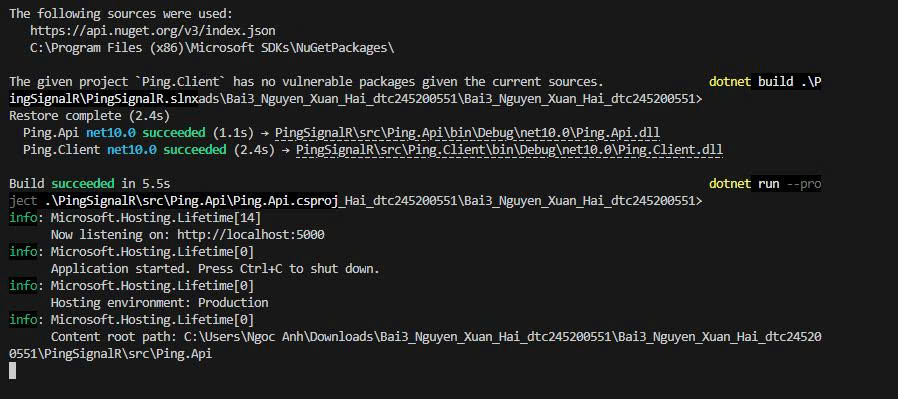 The following sources were used:
https://api.nuget.org/v3/index.json
C:\Program Files (x86)\Microsoft SDKs\NuGetPackages\
The given project `Ping.Client` has no vulnerable packages given the current sources. dotnet build .\P
ingSignalR\PingSignalR.slnxads\Bai3_Nguyen_Xuan_Hai_dtc245200551\Bai3_Nguyen_Xuan_Hai_dtc245200551>
Restore complete (2.4s)
Ping.Api net10.0 succeeded (1.1s) → PingSignalR\src\Ping.Api\bin\Debug\net10.0\Ping.Api.dll
Ping.Client net10.0 succeeded (2.4s) → PingSignalR\src\Ping.Client\bin\Debug\net10.0\Ping.Client.dll
Build succeeded in 5.5s dotnet run --pro
ject .\PingSignalR\src\Ping.Api\Ping.Api.csproj_Hai_dtc245200551\Bai3_Nguyen_Xuan_Hai_dtc245200551>
info: Microsoft.Hosting.Lifetime[14]
Now listening on: http://localhost:5000
info: Microsoft.Hosting.Lifetime[0]
Application started. Press Ctrl+C to shut down.
info: Microsoft.Hosting.Lifetime[0]
Hosting environment: Production
info: Microsoft.Hosting.Lifetime[0]
Content root path: C:\Users\Ngoc Anh\Downloads\Bai3_Nguyen_Xuan_Hai_dtc245200551\Bai3_Nguyen_Xuan_Hai_dtc24520
0551\PingSignalR\src\Ping.Api